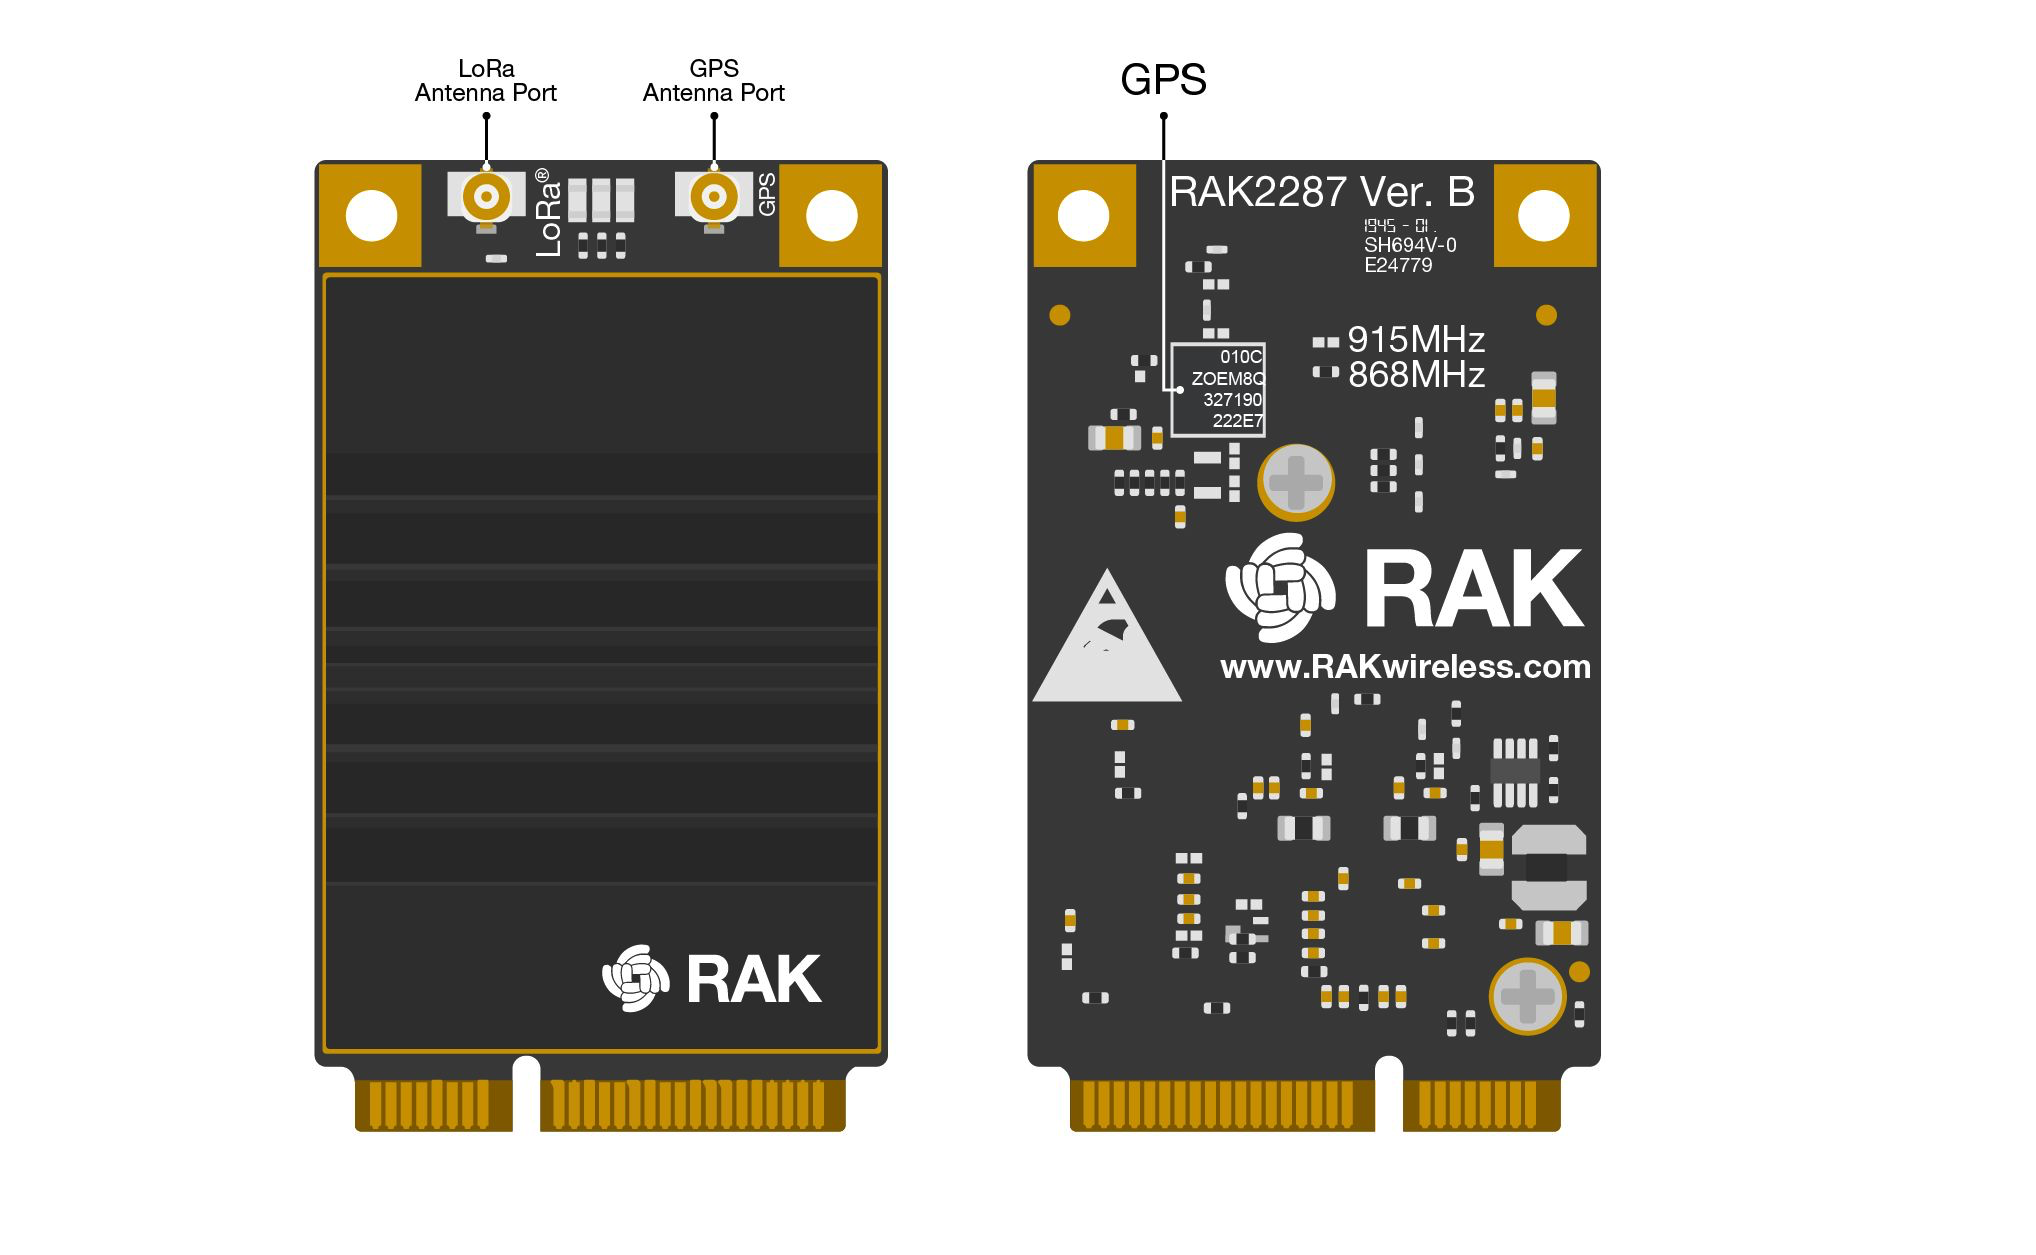 LoRa
Antenna Port
GPS
Antenna Port
LoRa®
GPS
RAK
GPS
RAK2287 Ver. B
1945 - 01.
SH694V-0
E24779
915MHz
868MHz
010C
ZOEM8Q
327190
222E7
RAK
www.RAKwireless.com